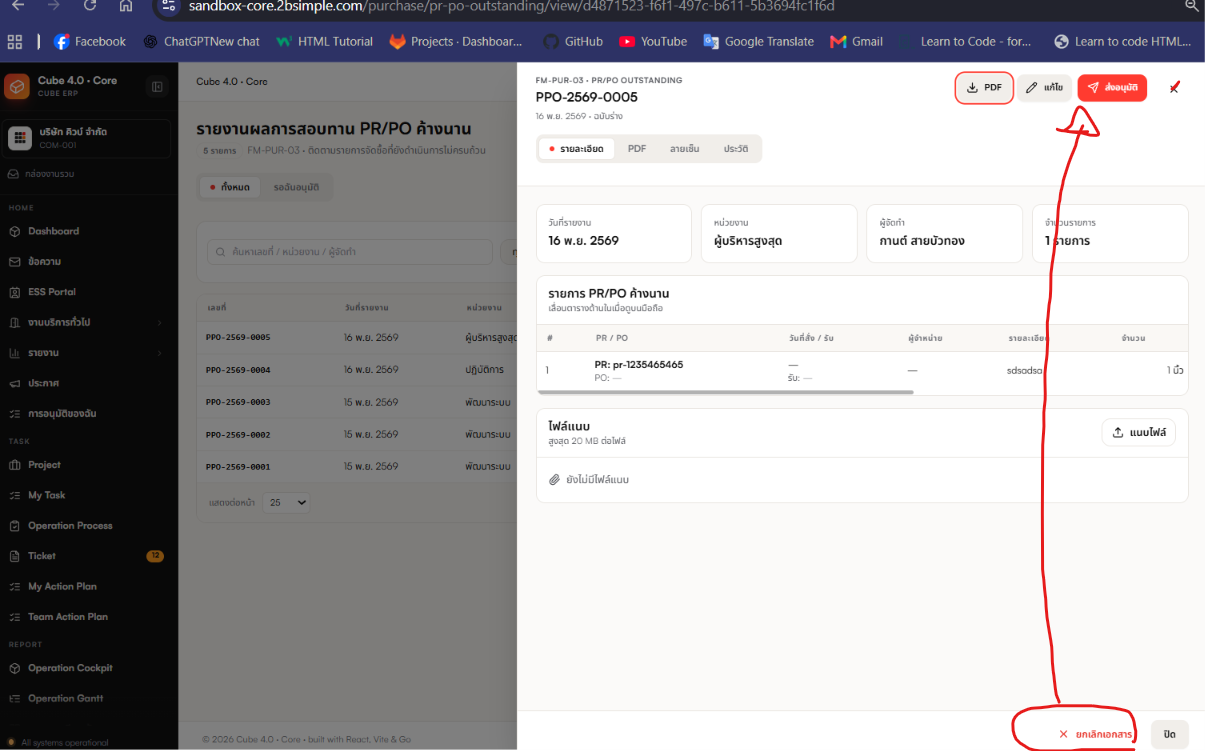 sandbox-core.2bsimple.com/purchase/pr-po-outstanding/view/d4871523-f6f1-497c-b611-5b3694fc1f6d
Facebook ChatGPTNew chat HTML Tutorial Projects · Dashboar... GitHub YouTube Google Translate Gmail Learn to Code - for... Learn to code HTML...
Cube 4.0 • Core
CUBE ERP
บริษัท คิวบ์ จำกัด
COM-001
กล่องงานรวม
HOME
Dashboard
ข้อความ
ESS Portal
งานบริการทั่วไป
รายงาน
ประกาศ
การอนุมัติของฉัน
TASK
Project
My Task
Operation Process
Ticket 12
My Action Plan
Team Action Plan
REPORT
Operation Cockpit
Operation Gantt
All systems operational
Cube 4.0 • Core
รายงานผลการสอบทาน PR/PO ค้างนาน
5 รายการ FM-PUR-03 • ติดตามรายการจัดซื้อที่ยังดำเนินการไม่ครบถ้วน
ทั้งหมด รออนุมัติ
ค้นหาเลขที่ / หน่วยงาน / ผู้จัดทำ
เลขที่ วันที่รายงาน หน่วยงาน
PPO-2569-0005 16 พ.ย. 2569 ผู้บริหารสูงสุด
PPO-2569-0004 16 พ.ย. 2569 ปฏิบัติการ
PPO-2569-0003 15 พ.ย. 2569 พัฒนาระบบ
PPO-2569-0002 15 พ.ย. 2569 พัฒนาระบบ
PPO-2569-0001 15 พ.ย. 2569 พัฒนาระบบ
แสดงต่อหน้า 25
© 2026 Cube 4.0 • Core • built with React, Vite & Go
FM-PUR-03 • PR/PO OUTSTANDING
PPO-2569-0005
16 พ.ย. 2569 • ฉบับร่าง
PDF แก้ไข ส่งอนุมัติ
รายละเอียด PDF ลายเซ็น ประวัติ
วันที่รายงาน หน่วยงาน ผู้จัดทำ จำนวนรายการ
16 พ.ย. 2569 ผู้บริหารสูงสุด กานต์ สายบัวทอง 1 รายการ
รายการ PR/PO ค้างนาน
เลื่อนตารางด้านในเมื่อดูบนมือถือ
# PR / PO วันที่สั่ง / รับ ผู้จำหน่าย รายละเอียด จำนวน
1 PR: pr-1235465465 — — sdsadsa 1 นิ้ว
PO: — รับ: —
ไฟล์แนบ
สูงสุด 20 MB ต่อไฟล์
แนบไฟล์
ยังไม่มีไฟล์แนบ
ยกเลิกเอกสาร ปิด